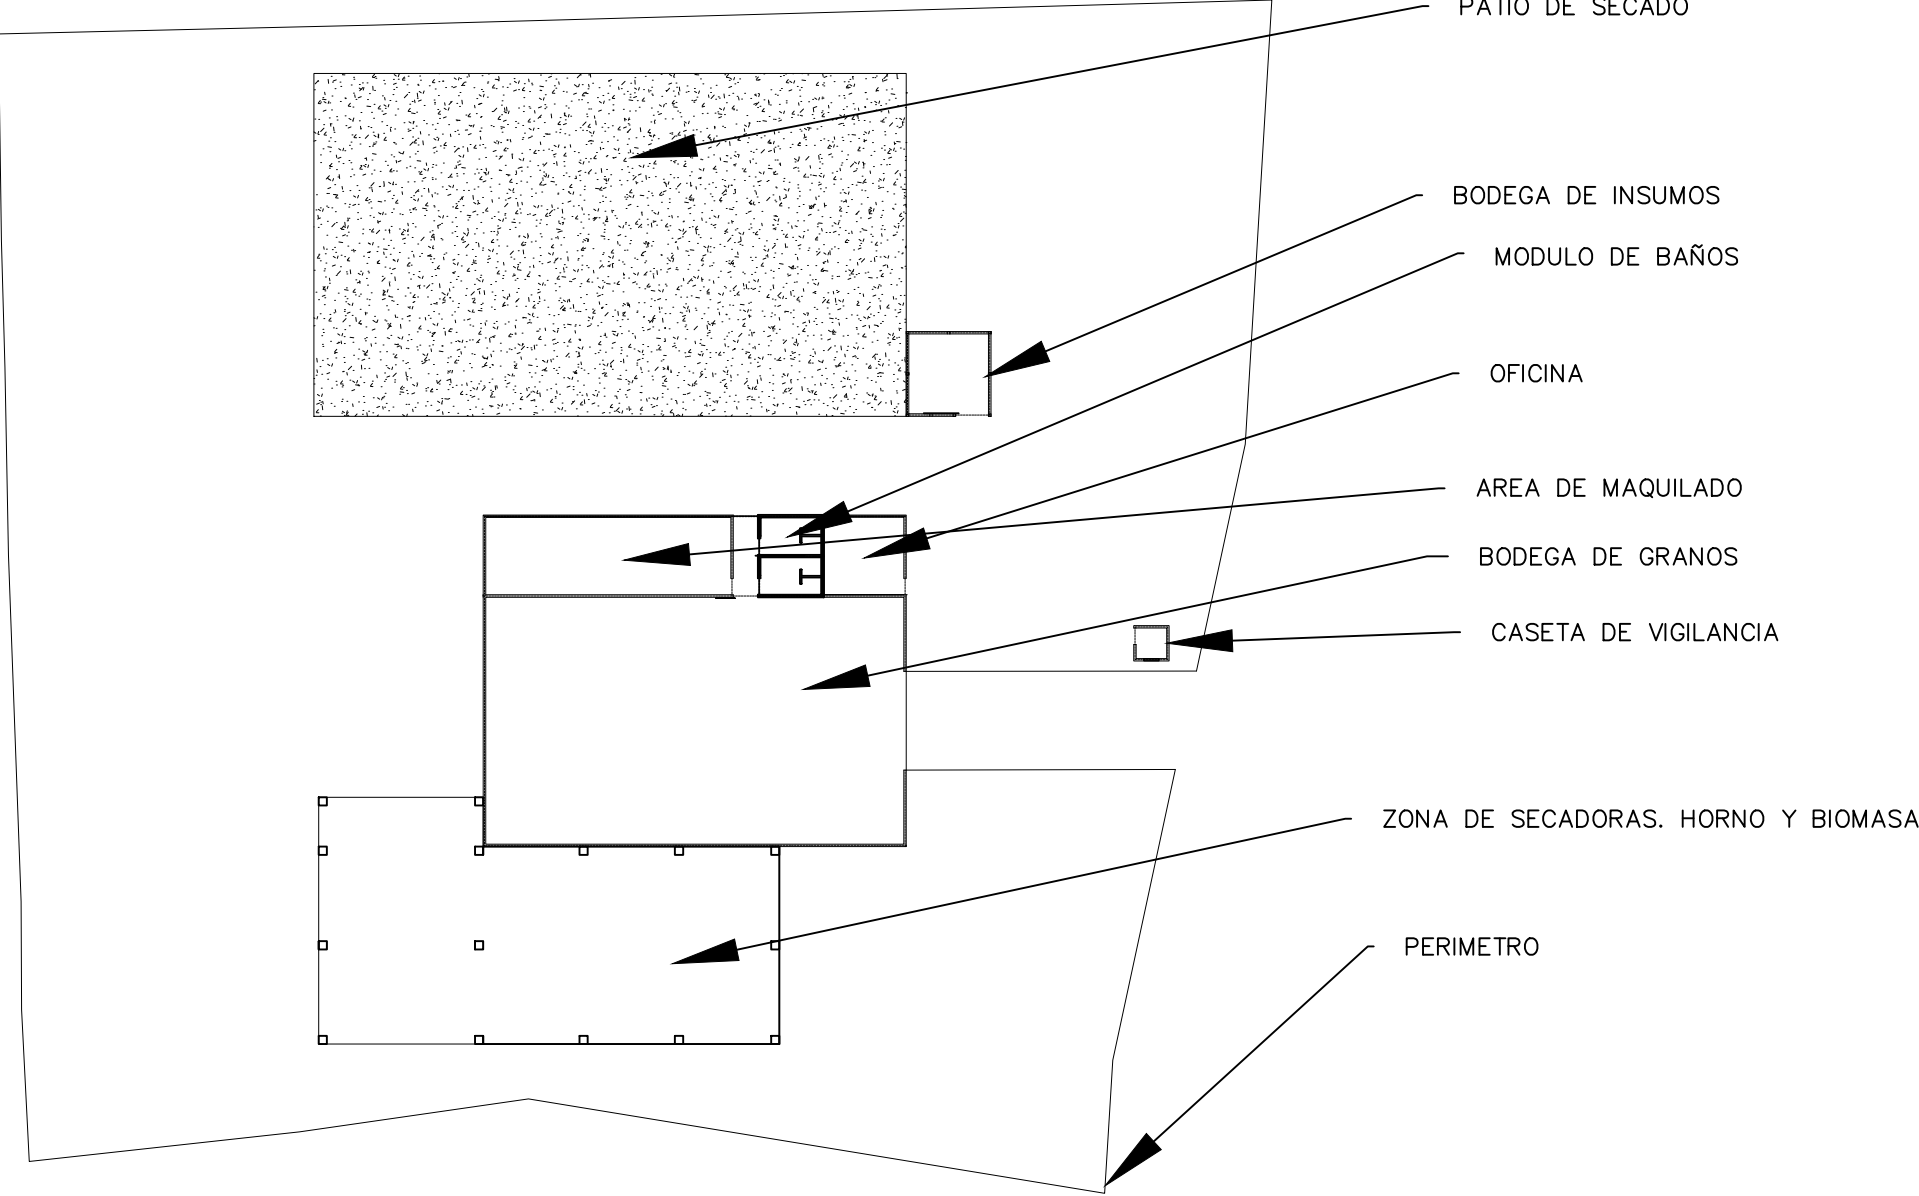 PATIO DE SECADO
BODEGA DE INSUMOS
MODULO DE BAÑOS
OFICINA
AREA DE MAQUILADO
BODEGA DE GRANOS
CASETA DE VIGILANCIA
ZONA DE SECADORAS. HORNO Y BIOMASA
PERIMETRO